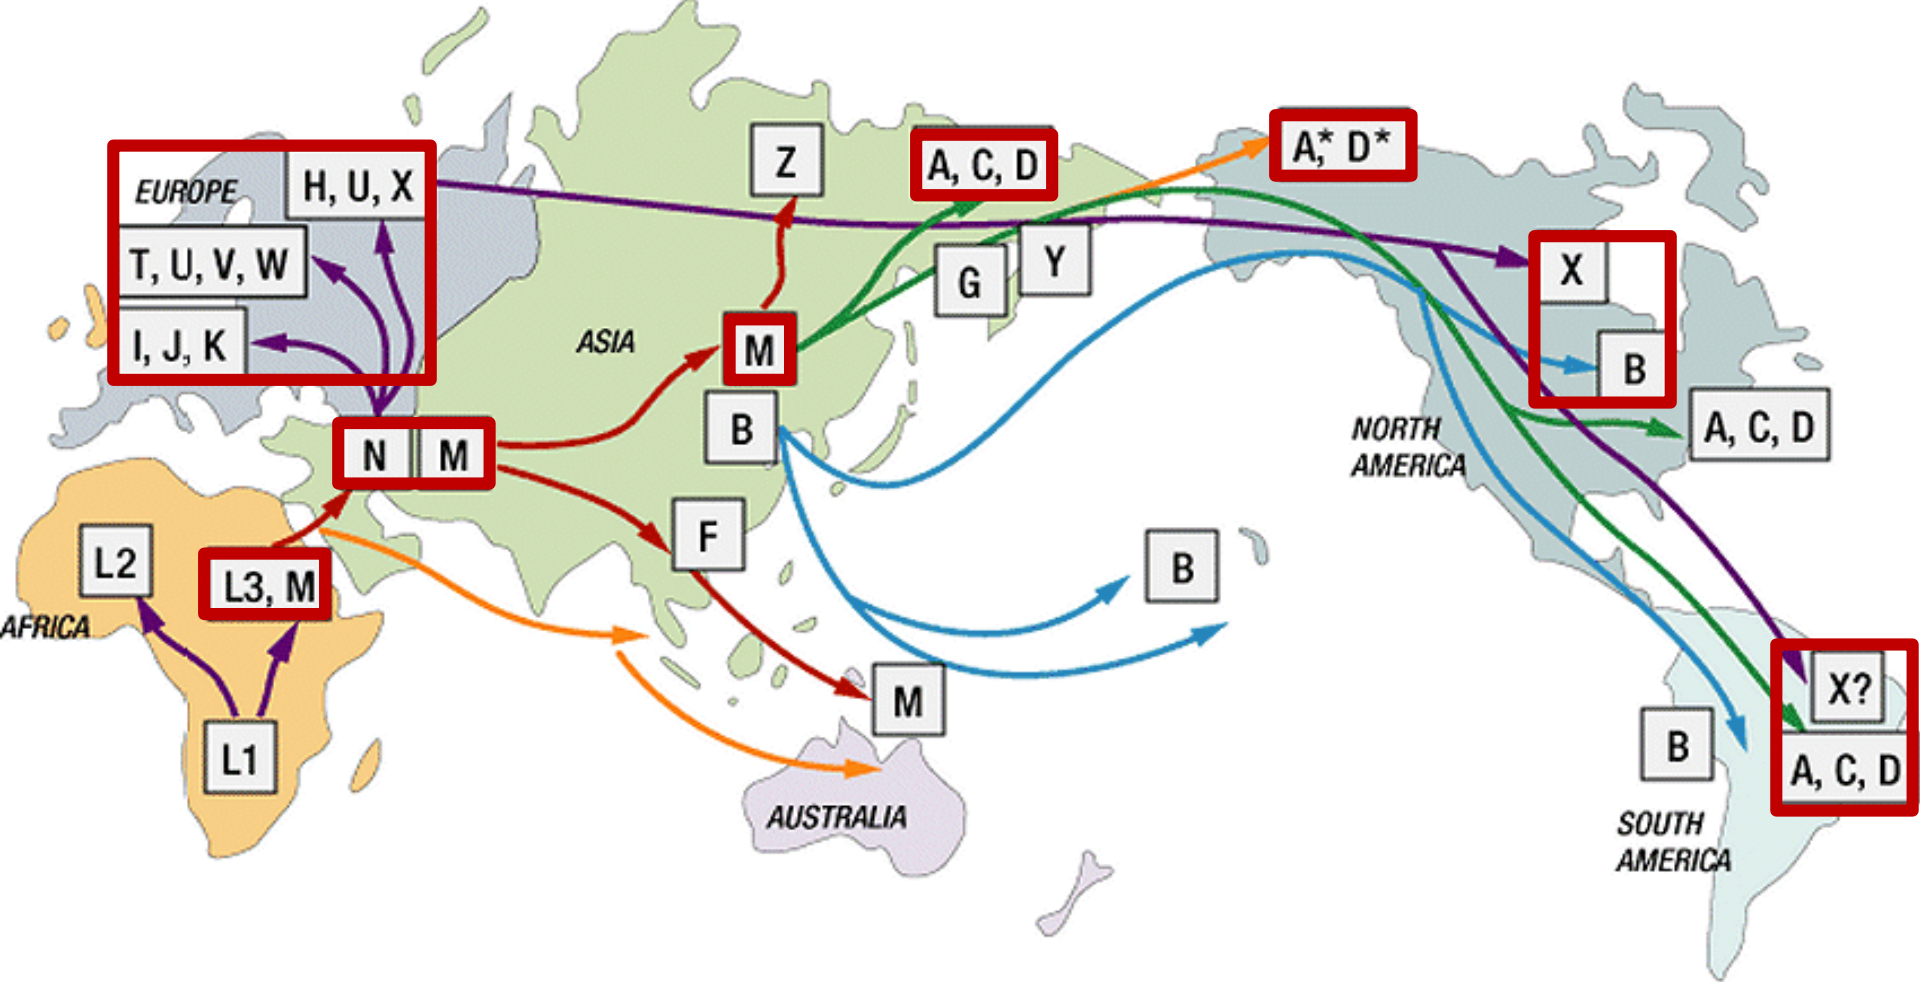 EUROPE
H, U, X
T, U, V, W
I, J, K
Z
A, C, D
A,* D*
G
Y
X
ASIA
M
B
B
A, C, D
NORTH
AMERICA
N
M
F
B
L2
L3, M
AFRICA
L1
M
X?
B
A, C, D
AUSTRALIA
SOUTH
AMERICA